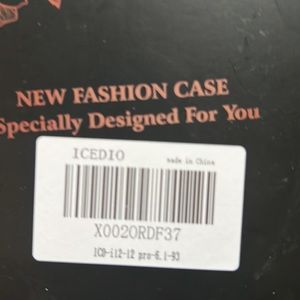 NEW FASHION CASE
Specially Designed For You
ICEDIO
made in China
X0020RDF37
ICD-i12-12 pro-6.1-93